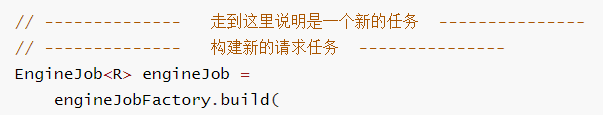 // --------------   走到这里说明是一个新的任务  ---------------
// --------------   构建新的请求任务  ---------------
EngineJob<R> engineJob =
    engineJobFactory.build(